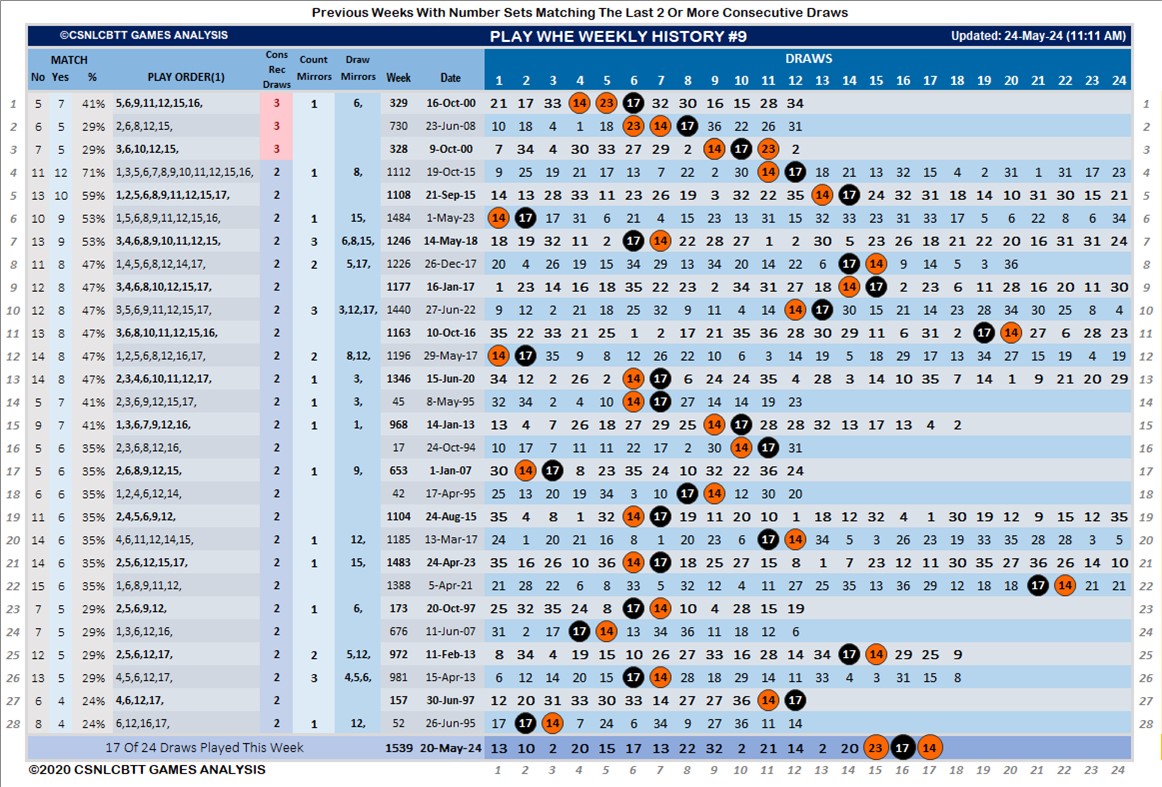 Previous Weeks With Number Sets Matching The Last 2 Or More Consecutive Draws
©CSNLCBTT GAMES ANALYSIS PLAY WHE WEEKLY HISTORY #9 Updated: 24-May-24 (11:11 AM)
MATCH Cons Rec Draws Count Mirrors Draw Mirrors DRAWS
No Yes % PLAY ORDER(1) Week Date 1 2 3 4 5 6 7 8 9 10 11 12 13 14 15 16 17 18 19 20 21 22 23 24
1 5 7 41% 5,6,9,11,12,15,16, 3 1 6, 329 16-Oct-00 21 17 33 14 23 17 32 30 16 15 28 34 1
2 6 5 29% 2,6,8,12,15, 3 730 23-Jun-08 10 18 4 1 18 23 14 17 36 22 26 31 2
3 7 5 29% 3,6,10,12,15, 3 328 9-Oct-00 7 34 4 30 33 27 29 2 14 17 23 2 3
4 11 12 71% 1,3,5,6,7,8,9,10,11,12,15,16, 2 1 8, 1112 19-Oct-15 9 25 19 21 17 13 7 22 2 30 14 17 18 21 13 32 15 4 2 31 1 31 17 23 4
5 13 10 59% 1,2,5,6,8,9,11,12,15,17, 2 1108 21-Sep-15 14 13 28 33 11 23 26 19 3 32 22 35 14 17 24 32 31 18 14 10 31 30 15 21 5
6 10 9 53% 1,5,6,8,9,11,12,15,16, 2 1 15, 1484 1-May-23 14 17 17 31 6 21 4 15 23 13 31 15 32 33 23 31 33 17 5 6 22 8 6 34 6
7 13 9 53% 3,4,6,8,9,10,11,12,15, 2 3 6,8,15, 1246 14-May-18 18 19 32 11 2 17 14 22 28 27 1 2 30 5 23 26 18 21 22 20 16 31 31 24 7
8 11 8 47% 1,4,5,6,8,12,14,17, 2 2 5,17, 1226 26-Dec-17 20 4 26 19 15 34 29 13 34 20 14 22 6 17 14 9 14 5 3 36 8
9 12 8 47% 3,4,6,8,10,12,15,17, 2 1177 16-Jan-17 1 23 14 16 18 35 22 23 2 34 31 27 18 14 17 2 23 6 11 28 16 20 11 30 9
10 12 8 47% 3,5,6,9,11,12,15,17, 2 3 3,12,17, 1440 27-Jun-22 9 12 2 21 18 25 32 9 11 8 2 14 17 30 15 21 14 23 28 34 30 25 8 4 10
11 13 8 47% 3,6,8,10,11,12,15,16, 2 1163 10-Oct-16 35 22 33 21 25 1 2 17 21 35 36 28 30 29 11 6 31 2 17 14 27 6 28 23 11
12 14 8 47% 1,2,5,6,8,12,16,17, 2 2 8,12, 1196 29-May-17 14 17 35 9 8 12 26 22 10 6 3 14 19 5 18 29 17 13 34 27 15 19 4 19 12
13 14 8 47% 2,3,4,6,10,11,12,17, 2 1 3, 1346 15-Jun-20 34 12 2 26 2 14 17 6 24 24 35 4 28 3 14 10 35 7 14 1 9 21 20 29 13
14 5 7 41% 2,3,6,9,12,15,17, 2 1 3, 45 8-May-95 32 34 2 4 10 14 17 27 14 14 19 23 14
15 9 7 41% 1,3,6,7,9,12,16, 2 1 1, 968 14-Jan-13 13 4 7 26 18 27 29 25 14 17 28 28 32 13 17 13 4 2 15
16 5 6 35% 2,3,6,8,12,16, 2 17 24-Oct-94 10 17 7 11 11 22 17 2 30 14 17 31 16
17 5 6 35% 2,6,8,9,12,15, 2 1 9, 653 1-Jan-07 30 14 17 8 23 35 24 10 32 22 36 24 17
18 6 6 35% 1,2,4,6,12,14, 2 42 17-Apr-95 25 13 20 19 34 3 10 17 14 12 30 20 18
19 11 6 35% 2,4,5,6,9,12, 2 1104 24-Aug-15 35 4 8 1 32 14 17 19 11 20 10 1 18 12 32 4 1 30 19 12 9 15 12 35 19
20 14 6 35% 4,6,11,12,14,15, 2 1 12, 1185 13-Mar-17 24 1 20 21 16 8 1 20 23 6 17 14 34 5 3 26 23 19 33 35 28 28 3 5 20
21 14 6 35% 2,5,6,12,15,17, 2 1 15, 1483 24-Apr-23 35 16 26 10 36 14 17 18 25 27 15 8 1 7 23 12 11 30 35 27 36 26 14 10 21
22 15 6 35% 1,6,8,9,11,12, 2 1388 5-Apr-21 21 28 22 6 8 33 5 32 12 4 11 27 25 35 13 36 29 12 18 18 17 14 21 21 22
23 7 5 29% 2,5,6,9,12, 2 1 6, 173 20-Oct-97 25 32 35 24 8 17 14 10 4 28 15 19 23
24 7 5 29% 1,3,6,12,16, 2 676 11-Jun-07 31 2 17 17 14 13 34 36 11 18 12 6 24
25 12 5 29% 2,5,6,12,17, 2 2 5,12, 972 11-Feb-13 8 34 4 19 15 10 26 27 33 16 28 25 14 34 17 14 29 25 9 25
26 13 5 29% 4,5,6,12,17, 2 3 4,5,6, 981 15-Apr-13 6 12 14 20 15 17 14 28 18 29 14 11 33 4 3 31 15 8 26
27 6 4 24% 4,6,12,17, 2 157 30-Jun-97 12 20 31 33 30 33 14 27 27 36 14 17 27
28 8 4 24% 6,12,16,17, 2 1 12, 52 26-Jun-95 17 17 14 7 24 6 34 9 27 36 11 14 28
17 Of 24 Draws Played This Week 1539 20-May-24 13 10 2 20 15 17 13 22 32 2 21 14 2 20 23 17 14
©2020 CSNLCBTT GAMES ANALYSIS 1 2 3 4 5 6 7 8 9 10 11 12 13 14 15 16 17 18 19 20 21 22 23 24